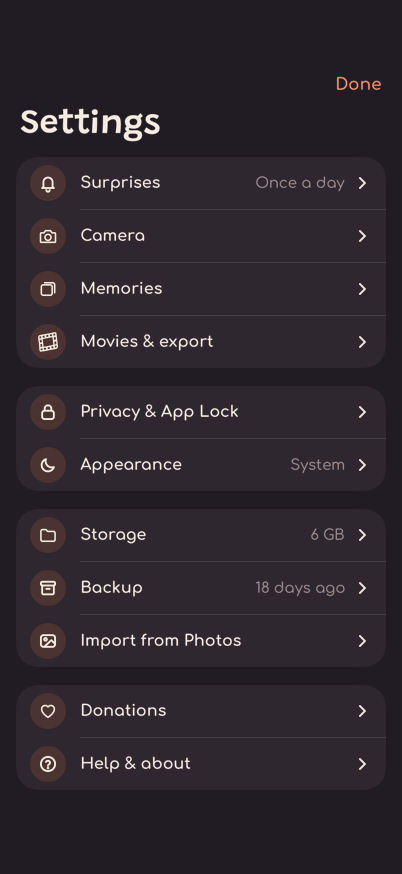 Done
Settings
Surprises Once a day
Camera
Memories
Movies & export
Privacy & App Lock
Appearance System
Storage 6 GB
Backup 18 days ago
Import from Photos
Donations
Help & about